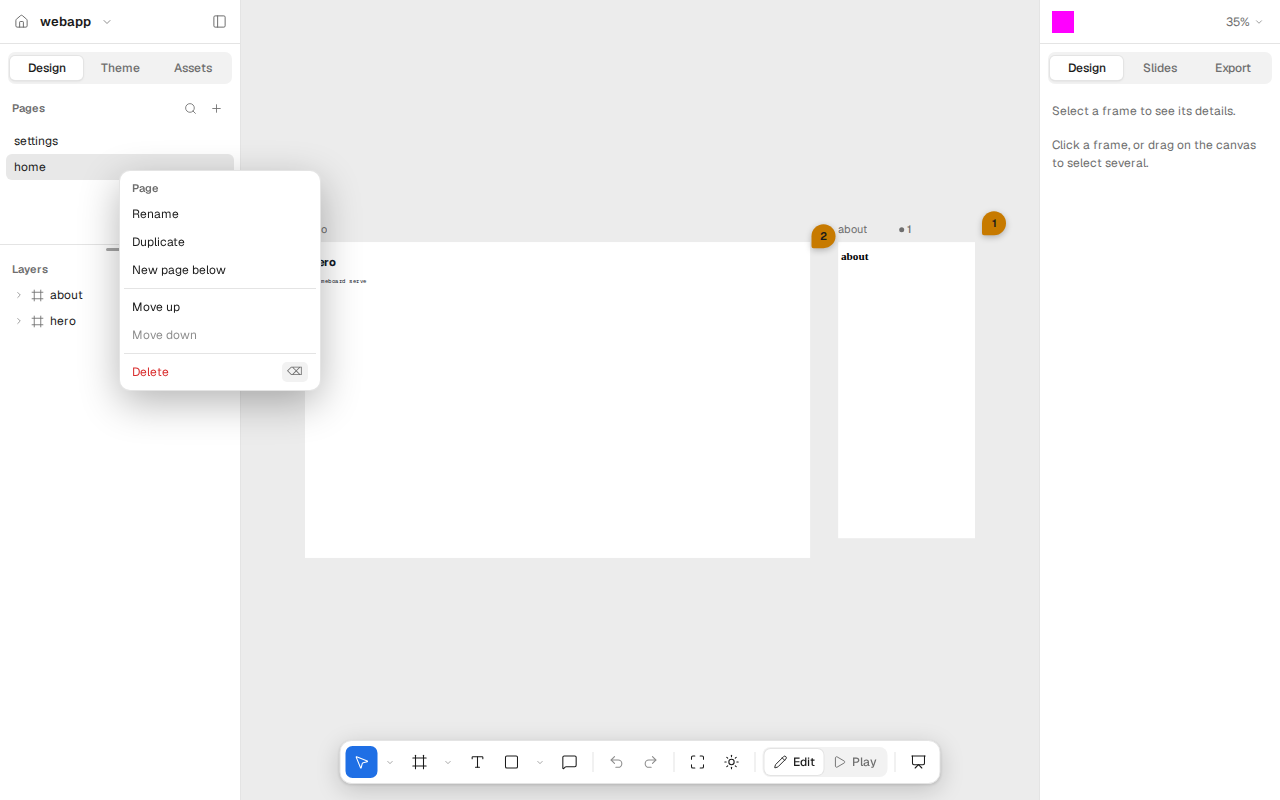 webapp
35%
Design
Theme
Assets
Design
Slides
Export
Pages
settings
home
Select a frame to see its details.
Click a frame, or drag on the canvas
to select several.
Page
Rename
Duplicate
New page below
Move up
Move down
Delete
Layers
about
hero
2
about
1
1
about
Edit
Play